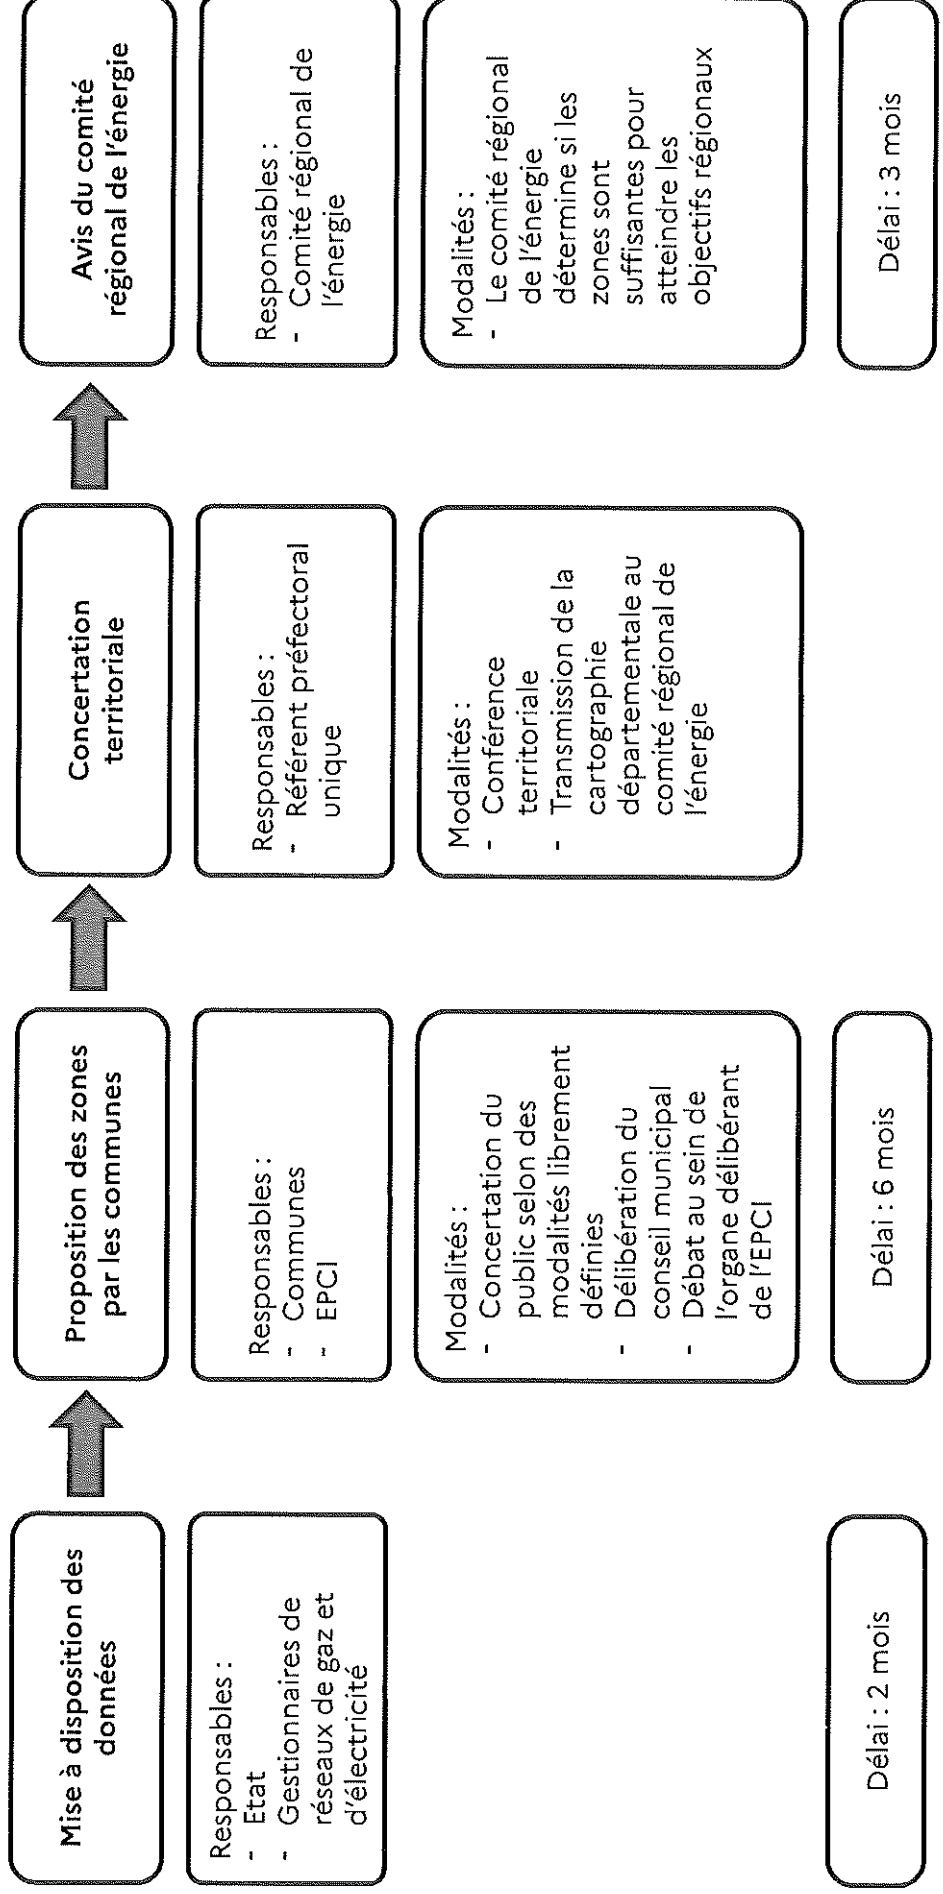 Mise à disposition des
données
Responsables :
- Etat
- Gestionnaires de
réseaux de gaz et
d'électricité
Délai : 2 mois
Proposition des zones
par les communes
Responsables :
- Communes
- EPCI
Modalités :
- Concertation du
public selon des
modalités librement
définies
- Délibération du
conseil municipal
- Débat au sein de
l'organe délibérant
de l'EPCI
Délai : 6 mois
Concertation
territoriale
Responsables :
- Référent préfectoral
unique
Modalités :
- Conférence
territoriale
- Transmission de la
cartographie
départementale au
comité régional de
l'énergie
Avis du comité
régional de l'énergie
Responsables :
- Comité régional de
l'énergie
Modalités :
- Le comité régional
de l'énergie
détermine si les
zones sont
suffisantes pour
atteindre les
objectifs régionaux
Délai : 3 mois